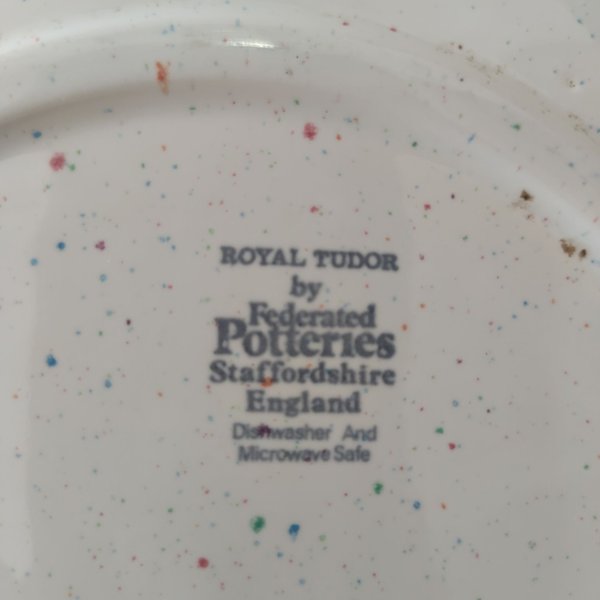 ROYAL TUDOR
by
Federated
Potteries
Staffordshire
England
Dishwasher And
Microwave Safe